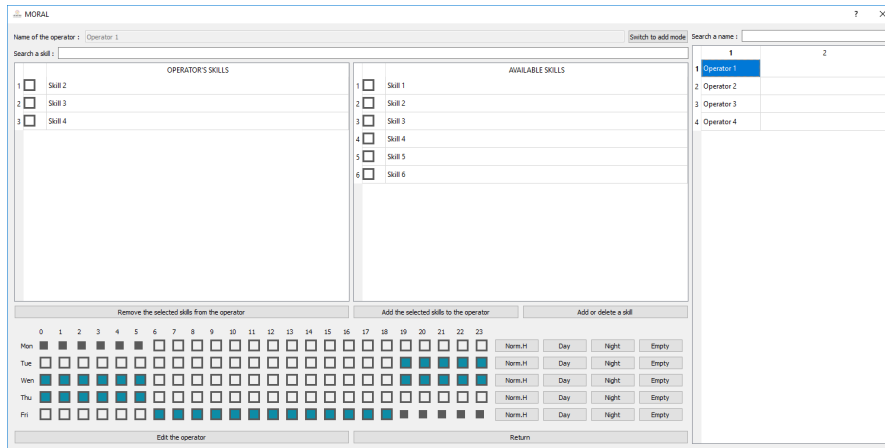 MORAL ? ×
Name of the operator : Operator 1 Switch to add mode Search a name :
Search a skill :
OPERATOR'S SKILLS AVAILABLE SKILLS 1 2
1 Skill 2 1 Skill 1 1 Operator 1
2 Skill 3 2 Skill 2 2 Operator 2
3 Skill 4 3 Skill 3 3 Operator 3
4 Skill 4 4 Operator 4
5 Skill 5
6 Skill 6
Remove the selected skills from the operator Add the selected skills to the operator Add or delete a skill
0 1 2 3 4 5 6 7 8 9 10 11 12 13 14 15 16 17 18 19 20 21 22 23
Mon Norm.H Day Night Empty
Tue Norm.H Day Night Empty
Wen Norm.H Day Night Empty
Thu Norm.H Day Night Empty
Fri Norm.H Day Night Empty
Edit the operator Return